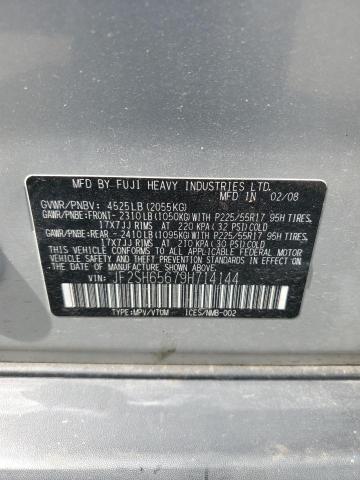 MFD BY FUJI HEAVY INDUSTRIES LTD.
MFD IN 02/08
GVWR/PNBV: 4525LB(2055KG)
GAWR/PNBE:FRONT- 2310LB(1050KG)WITH P225/55R17 95H TIRES,
17X7JJ RIMS AT 220 KPA( 32 PSI)COLD.
GAWR/PNBE:REAR - 2410LB(1095KG)WITH P225/55R17 95H TIRES,
17X7JJ RIMS AT 210 KPA( 30 PSI)COLD.
THIS VEHICLE CONFORMS TO ALL APPLICABLE FEDERAL MOTOR
VEHICLE SAFETY, BUMPER, AND THEFT PREVENTION STANDARDS
IN EFFECT ON THE DATE OF MANUFACTURE SHOWN ABOVE.
VIN: JF2SH65679H714144
TYPE:MPV/VTUM ICES/NMB-002